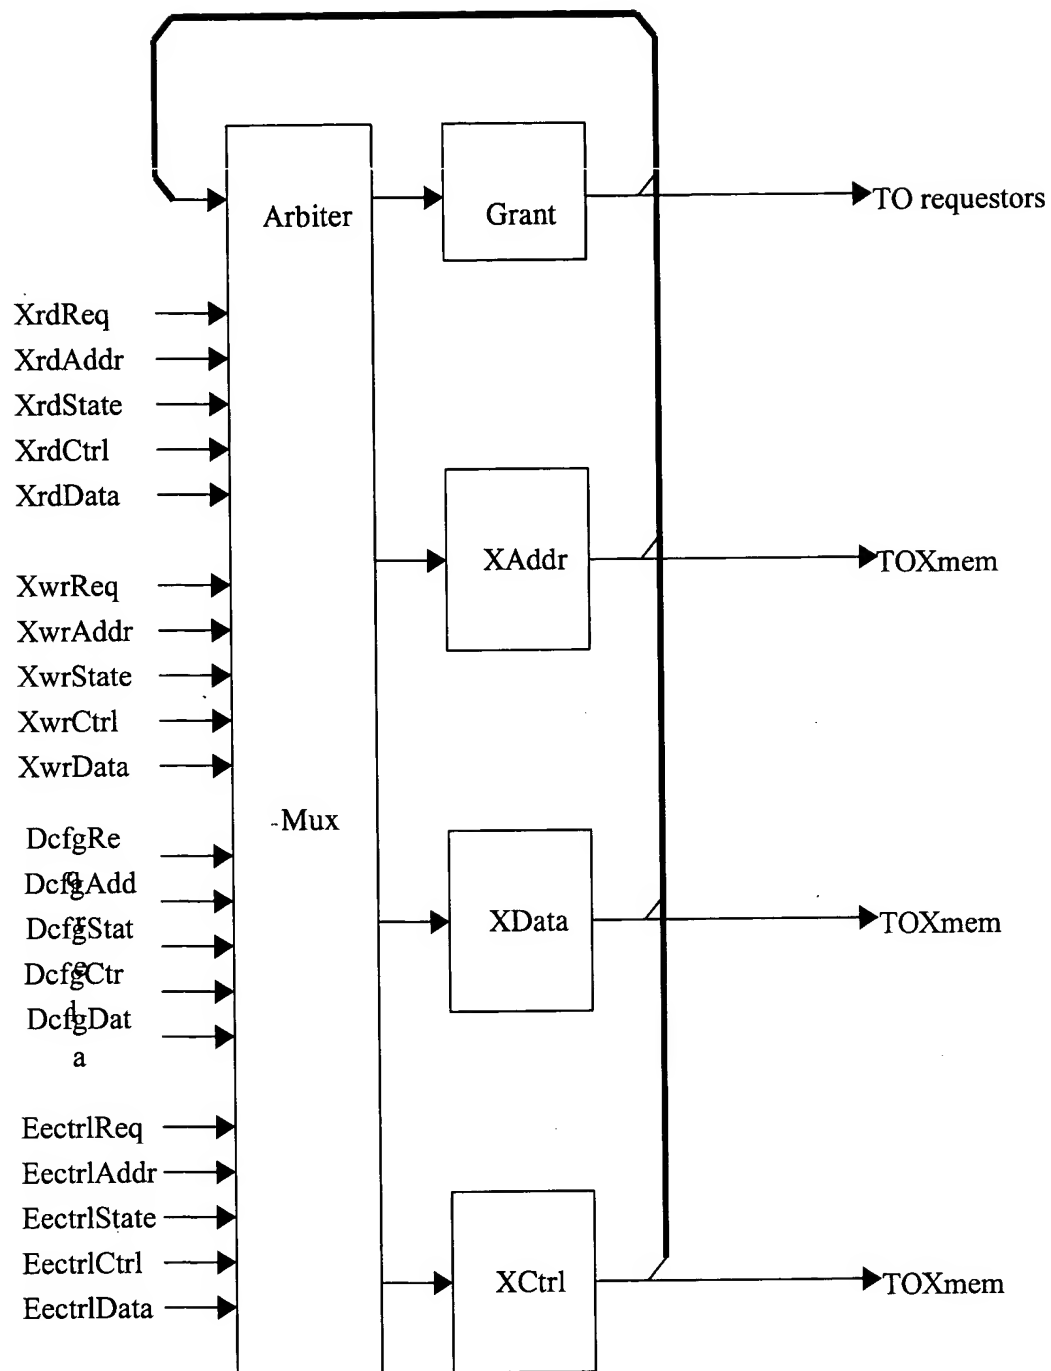 Arbiter
Grant
TO requestors
XrdReq
XrdAddr
XrdState
XrdCtrl
XrdData
XAddr
TOXmem
XwrReq
XwrAddr
XwrState
XwrCtrl
XwrData
-Mux
DcfgRe
q
DcfgAdd
r
DcfgStat
e
DcfgCtr
l
DcfgDat
a
XData
TOXmem
EectrlReq
EectrlAddr
EectrlState
EectrlCtrl
EectrlData
XCtrl
TOXmem